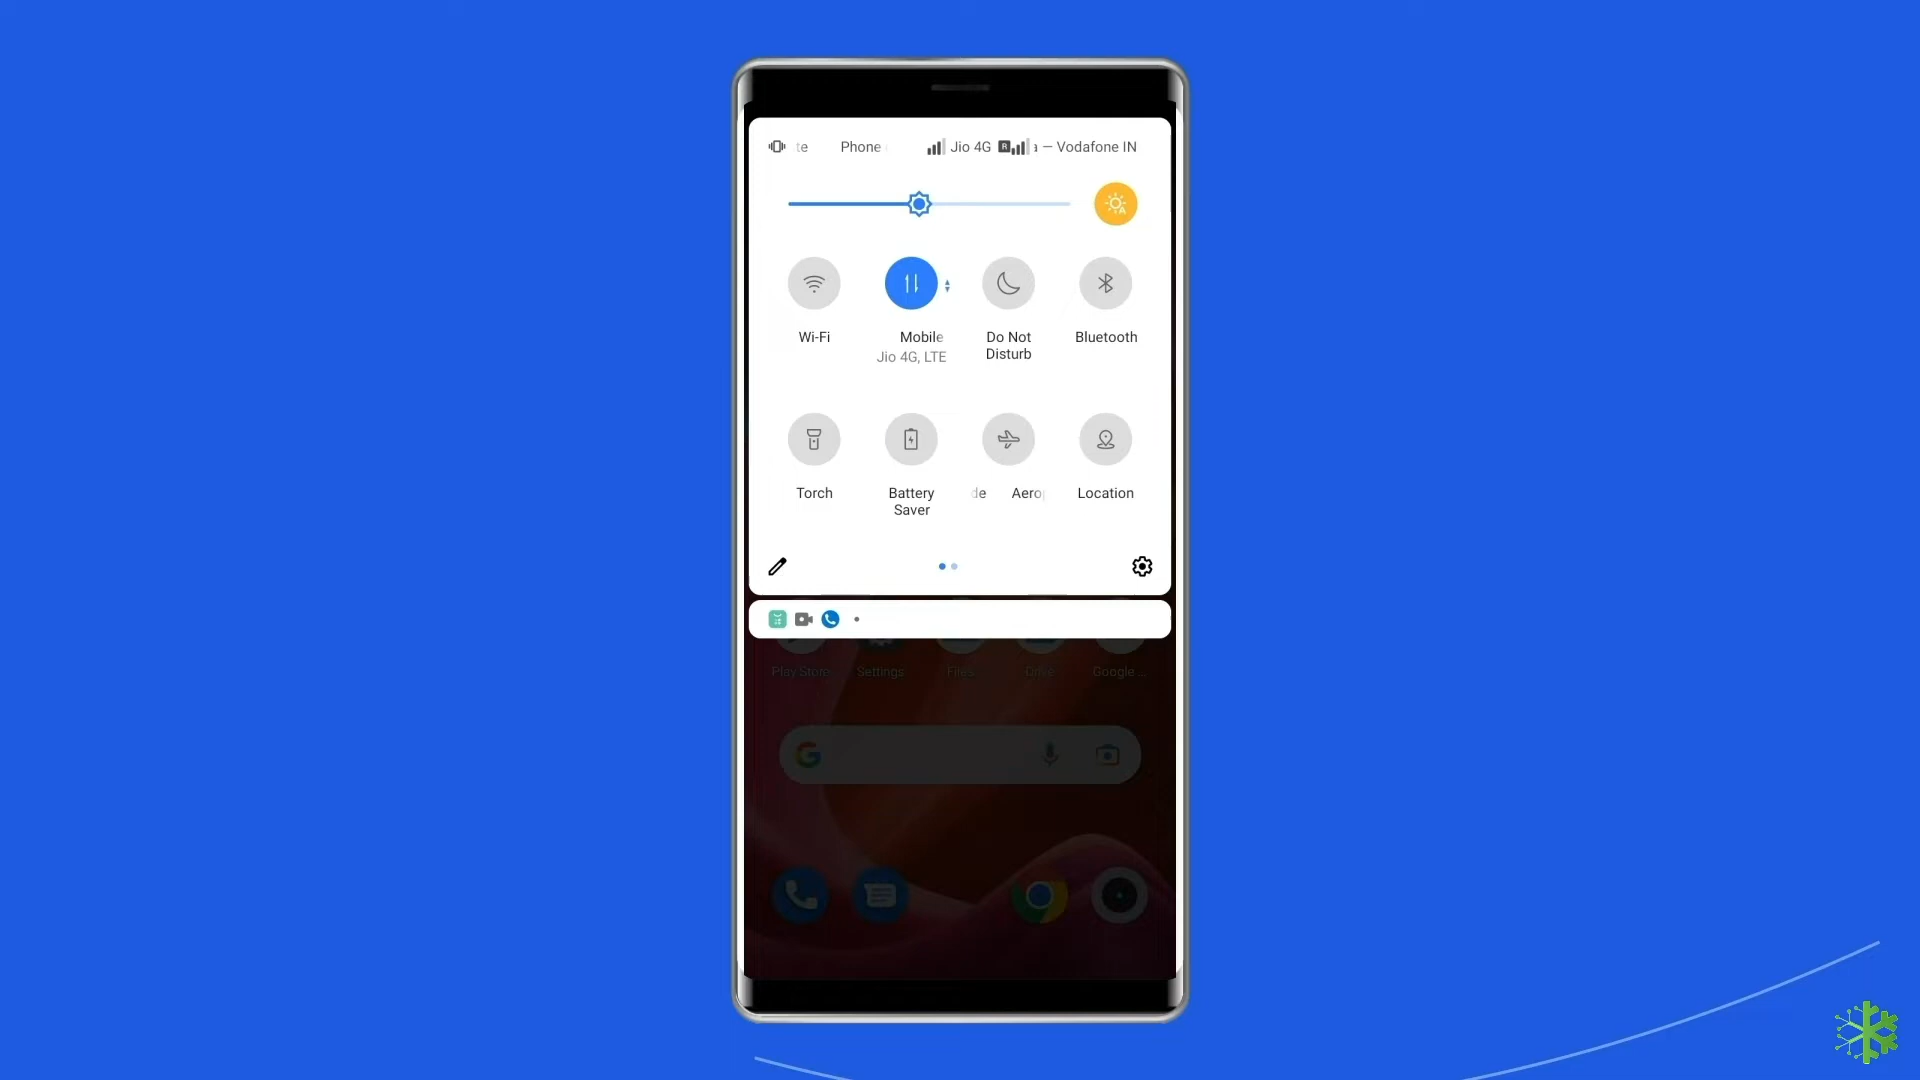 te Phone Jio 4G R — Vodafone IN
Wi-Fi Mobile Do Not Disturb Bluetooth
Jio 4G, LTE
Torch Battery Saver de Aero Location
Play Store Settings Files Drive Google ...